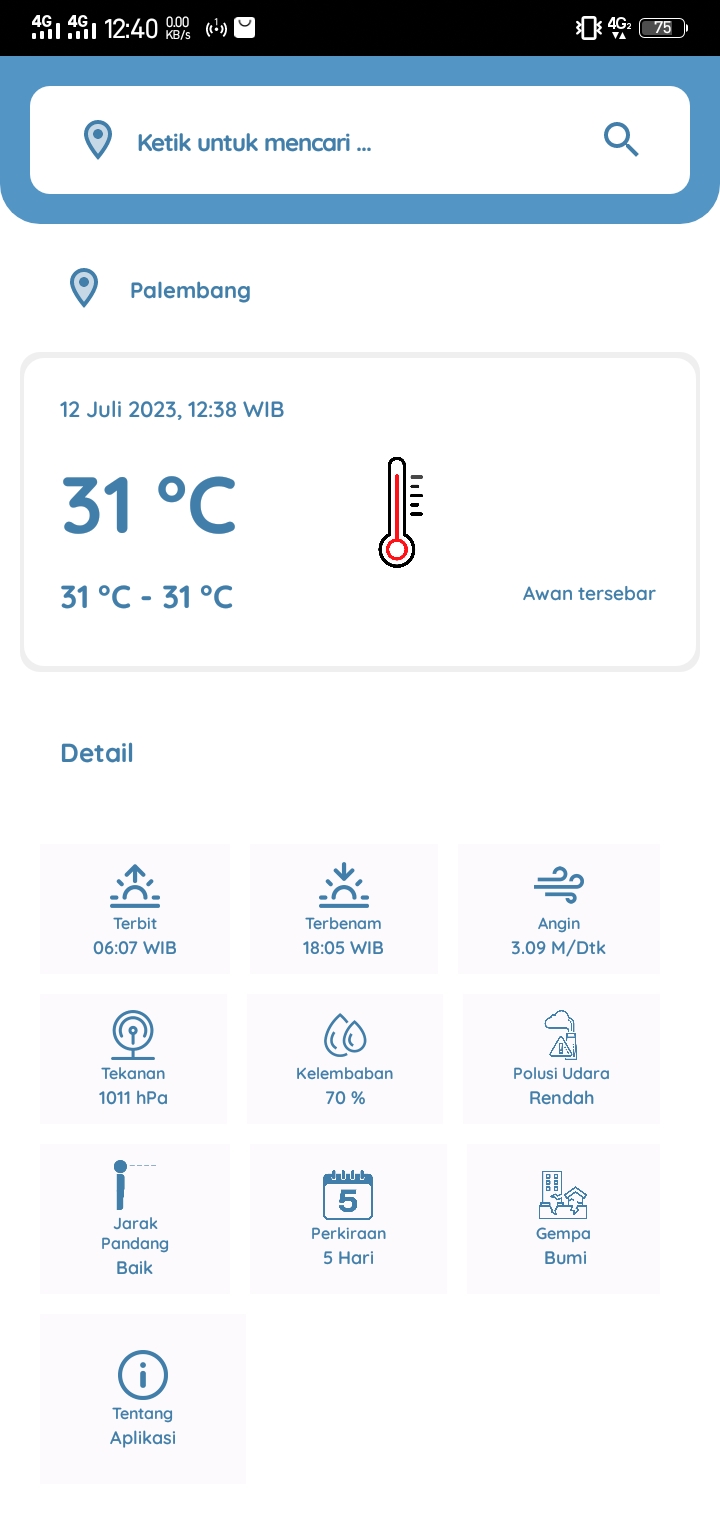 4G 4G 12:40 0.00 KB/s 4G2 75
Ketik untuk mencari ...
Palembang
12 Juli 2023, 12:38 WIB
31 °C
31 °C - 31 °C
Awan tersebar
Detail
Terbit
06:07 WIB
Terbenam
18:05 WIB
Angin
3.09 M/Dtk
Tekanan
1011 hPa
Kelembaban
70 %
Polusi Udara
Rendah
Jarak
Pandang
Baik
5
Perkiraan
5 Hari
Gempa
Bumi
Tentang
Aplikasi